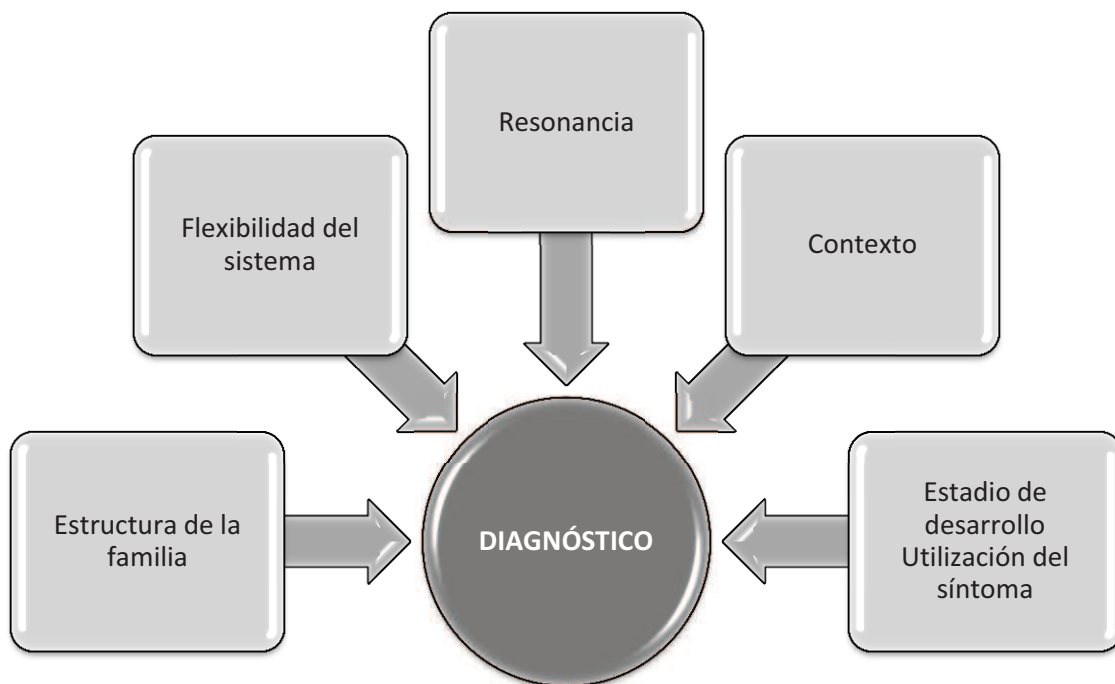 Resonancia
Flexibilidad del
sistema
Contexto
Estructura de la
familia
DIAGNÓSTICO
Estadio de
desarrollo
Utilización del
síntoma